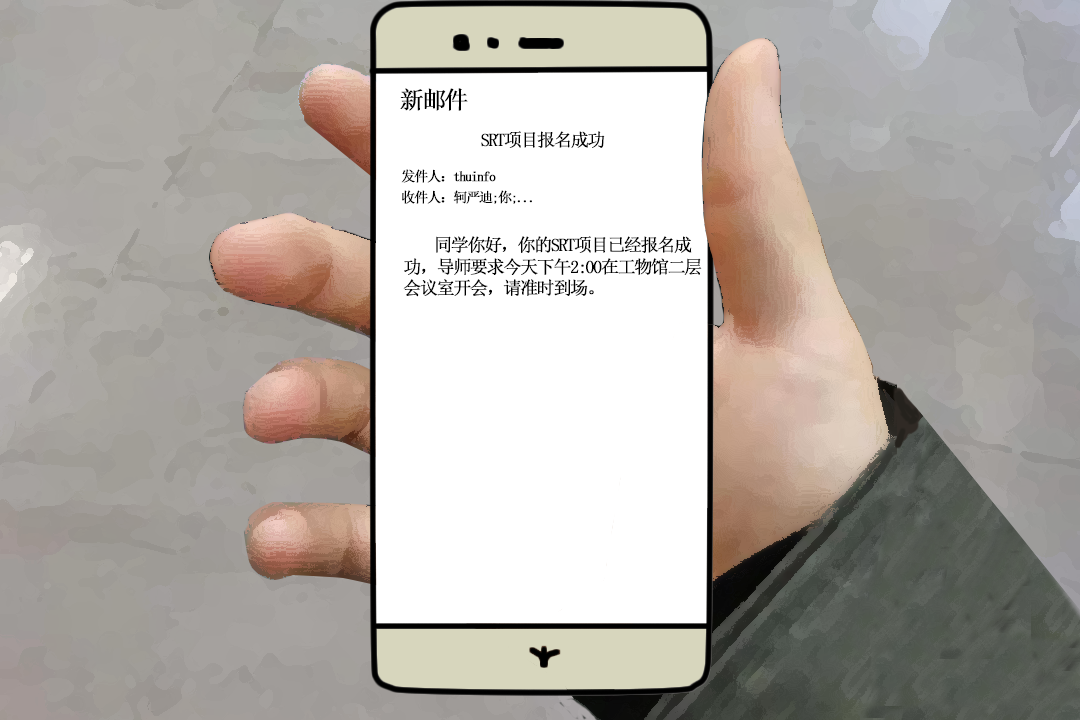 新邮件
SRT项目报名成功
发件人：thuinfo
收件人：轲严迪;你;...
同学你好，你的SRT项目已经报名成
功，导师要求今天下午2:00在工物馆二层
会议室开会，请准时到场。